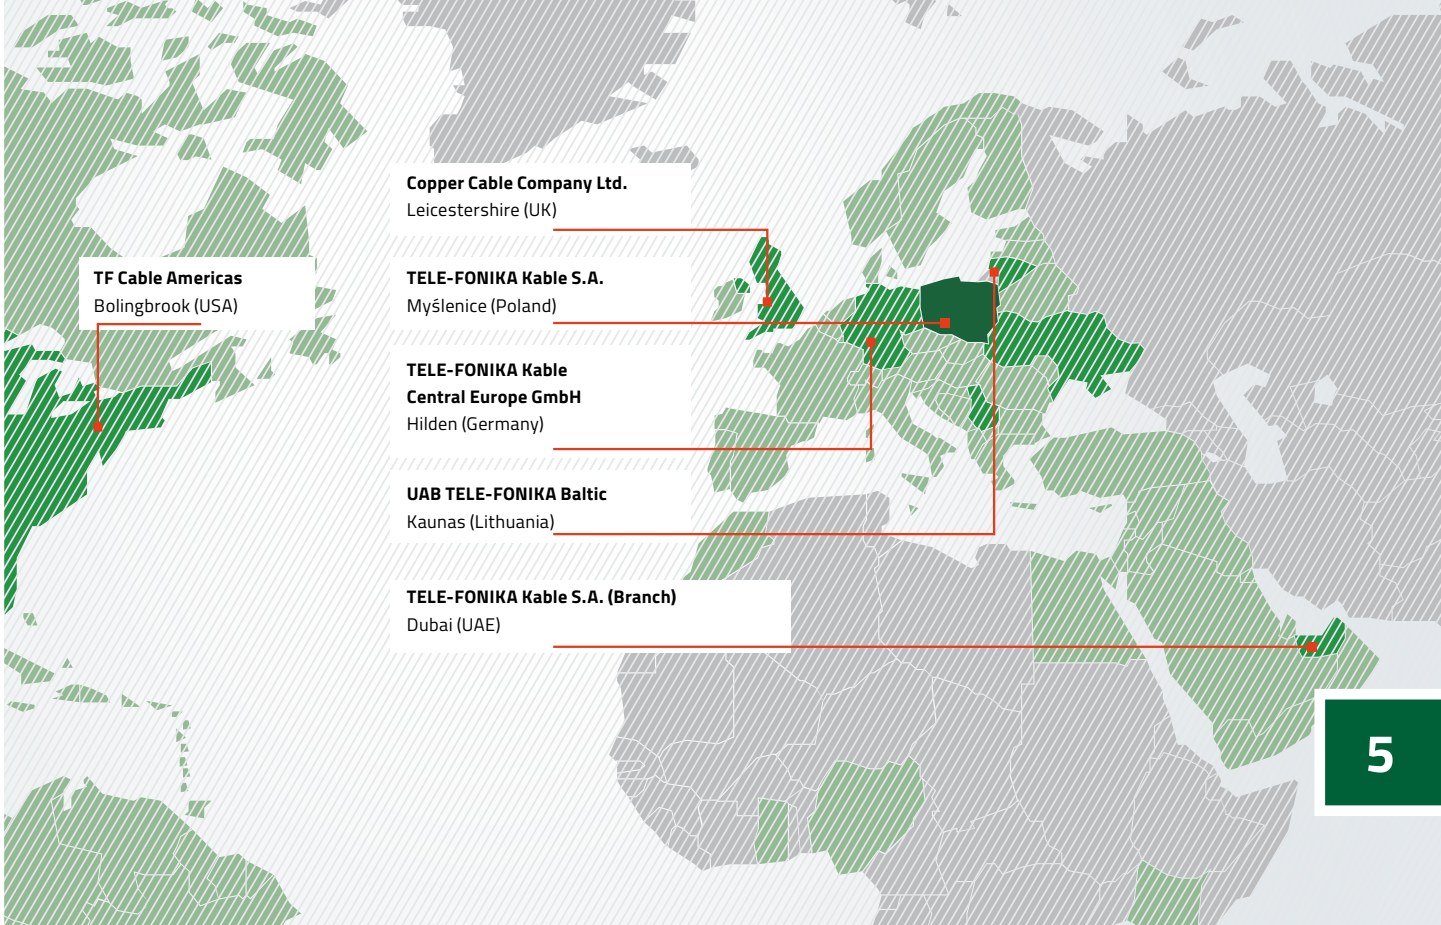 Copper Cable Company Ltd.
Leicestershire (UK)
TF Cable Americas
Bolingbrook (USA)
TELE-FONIKA Kable S.A.
Myślenice (Poland)
TELE-FONIKA Kable
Central Europe GmbH
Hilden (Germany)
UAB TELE-FONIKA Baltic
Kaunas (Lithuania)
TELE-FONIKA Kable S.A. (Branch)
Dubai (UAE)
5